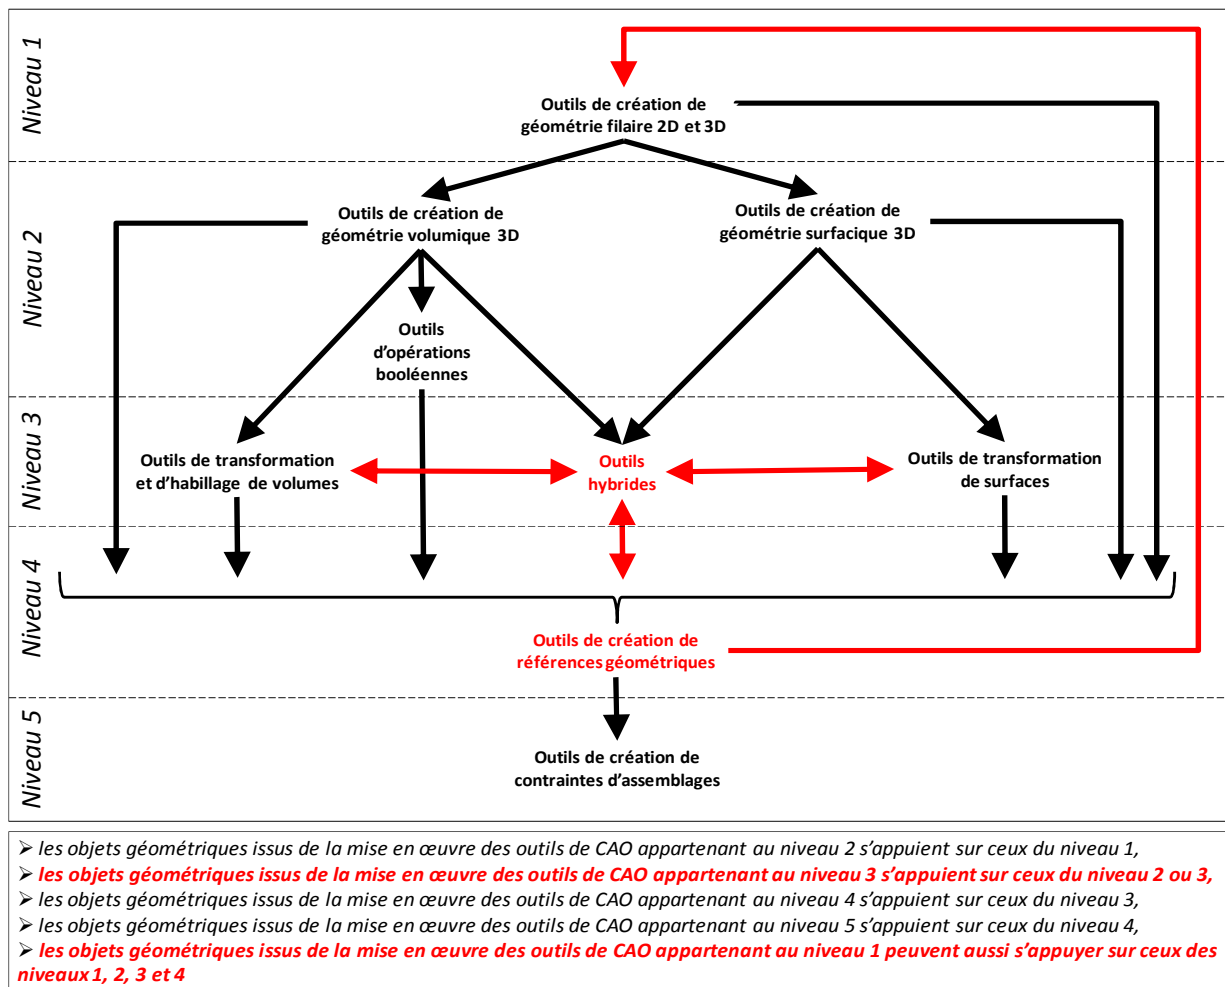 Niveau 1
Outils de création de
géométrie filaire 2D et 3D
Niveau 2
Outils de création de
géométrie volumique 3D
Outils de création de
géométrie surfacique 3D
Outils
d'opérations
booléennes
Niveau 3
Outils de transformation
et d'habillage de volumes
Outils
hybrides
Outils de transformation
de surfaces
Niveau 4
Outils de création de
références géométriques
Niveau 5
Outils de création de
contraintes d'assemblages
➢ les objets géométriques issus de la mise en œuvre des outils de CAO appartenant au niveau 2 s'appuient sur ceux du niveau 1,
➢ les objets géométriques issus de la mise en œuvre des outils de CAO appartenant au niveau 3 s'appuient sur ceux du niveau 2 ou 3,
➢ les objets géométriques issus de la mise en œuvre des outils de CAO appartenant au niveau 4 s'appuient sur ceux du niveau 3,
➢ les objets géométriques issus de la mise en œuvre des outils de CAO appartenant au niveau 5 s'appuient sur ceux du niveau 4,
➢ les objets géométriques issus de la mise en œuvre des outils de CAO appartenant au niveau 1 peuvent aussi s'appuyer sur ceux des
niveaux 1, 2, 3 et 4